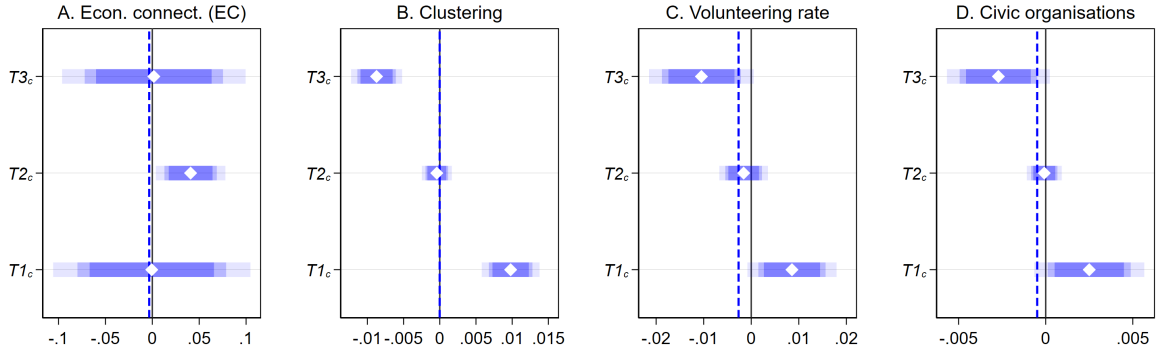 A. Econ. connect. (EC)
T3c
T2c
T1c
-.1 -.05 0 .05 .1
B. Clustering
T3c
T2c
T1c
-.01 -.005 0 .005 .01 .015
C. Volunteering rate
T3c
T2c
T1c
-.02 -.01 0 .01 .02
D. Civic organisations
T3c
T2c
T1c
-.005 0 .005